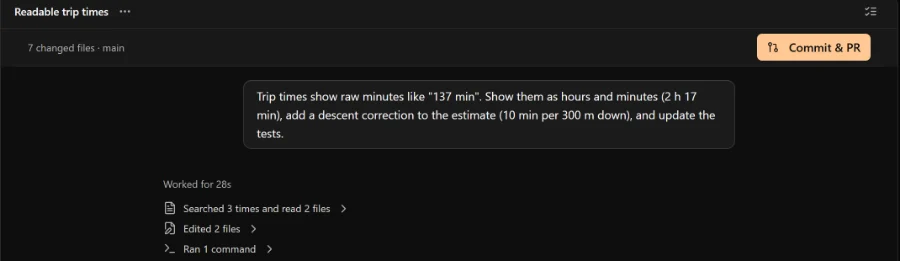 Readable trip times ···
7 changed files · main
Commit & PR
Trip times show raw minutes like "137 min". Show them as hours and minutes (2 h 17
min), add a descent correction to the estimate (10 min per 300 m down), and update the
tests.
Worked for 28s
Searched 3 times and read 2 files
Edited 2 files
Ran 1 command